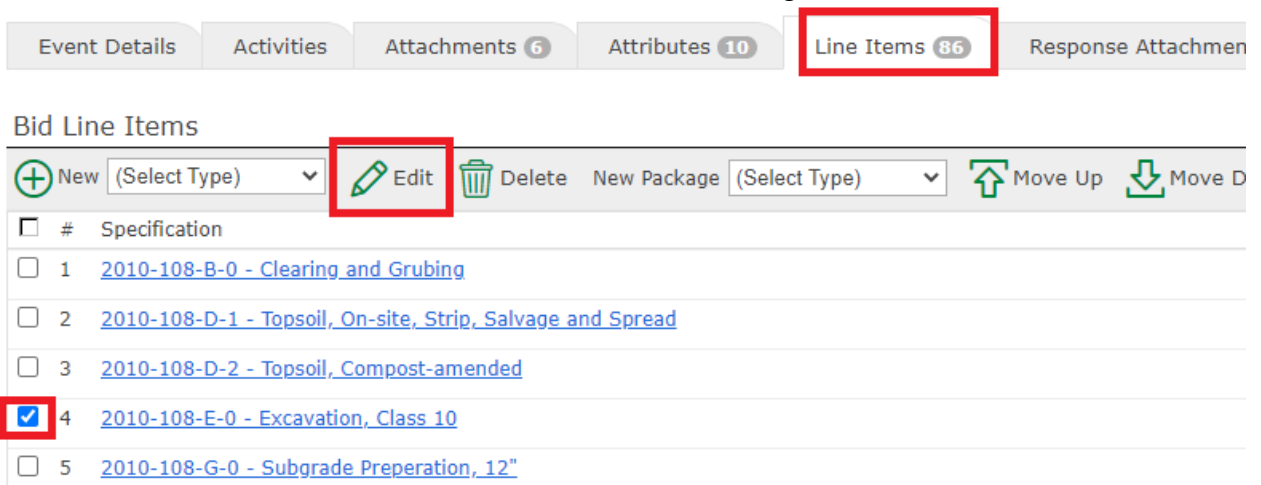 Event Details Activities Attachments 6 Attributes 10 Line Items 86 Response Attachmen
Bid Line Items
New (Select Type) Edit Delete New Package (Select Type) Move Up Move D
# Specification
1 2010-108-B-0 - Clearing and Grubing
2 2010-108-D-1 - Topsoil, On-site, Strip, Salvage and Spread
3 2010-108-D-2 - Topsoil, Compost-amended
4 2010-108-E-0 - Excavation, Class 10
5 2010-108-G-0 - Subgrade Preperation, 12"